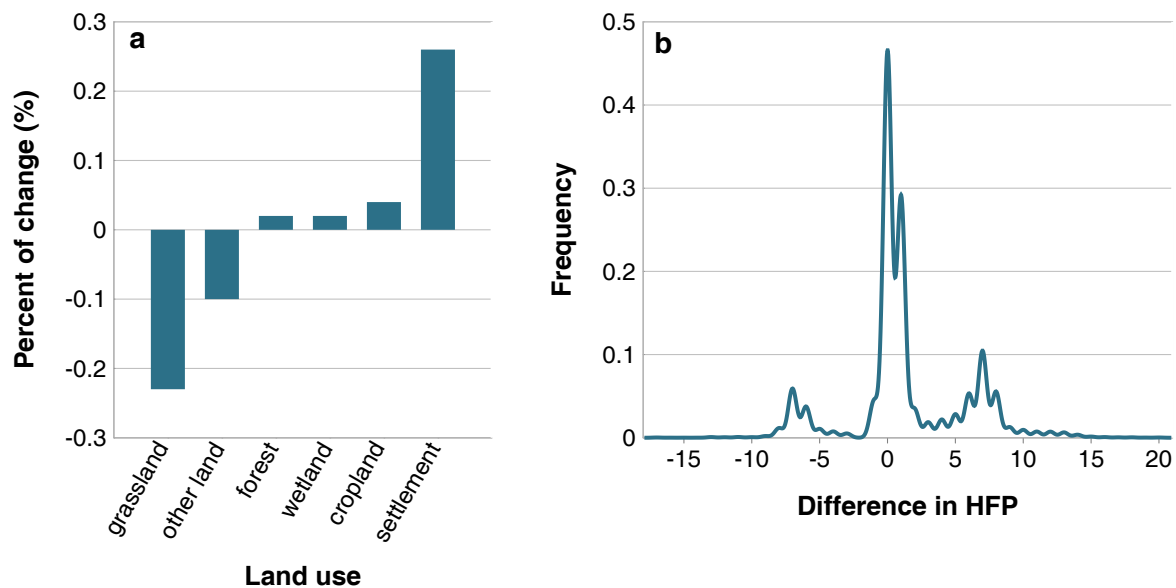 a
Percent of change (%)
0.3
0.2
0.1
0
-0.1
-0.2
-0.3
grassland
other land
forest
wetland
cropland
settlement
Land use
b
Frequency
0.5
0.4
0.3
0.2
0.1
0
-15
-10
-5
0
5
10
15
20
Difference in HFP